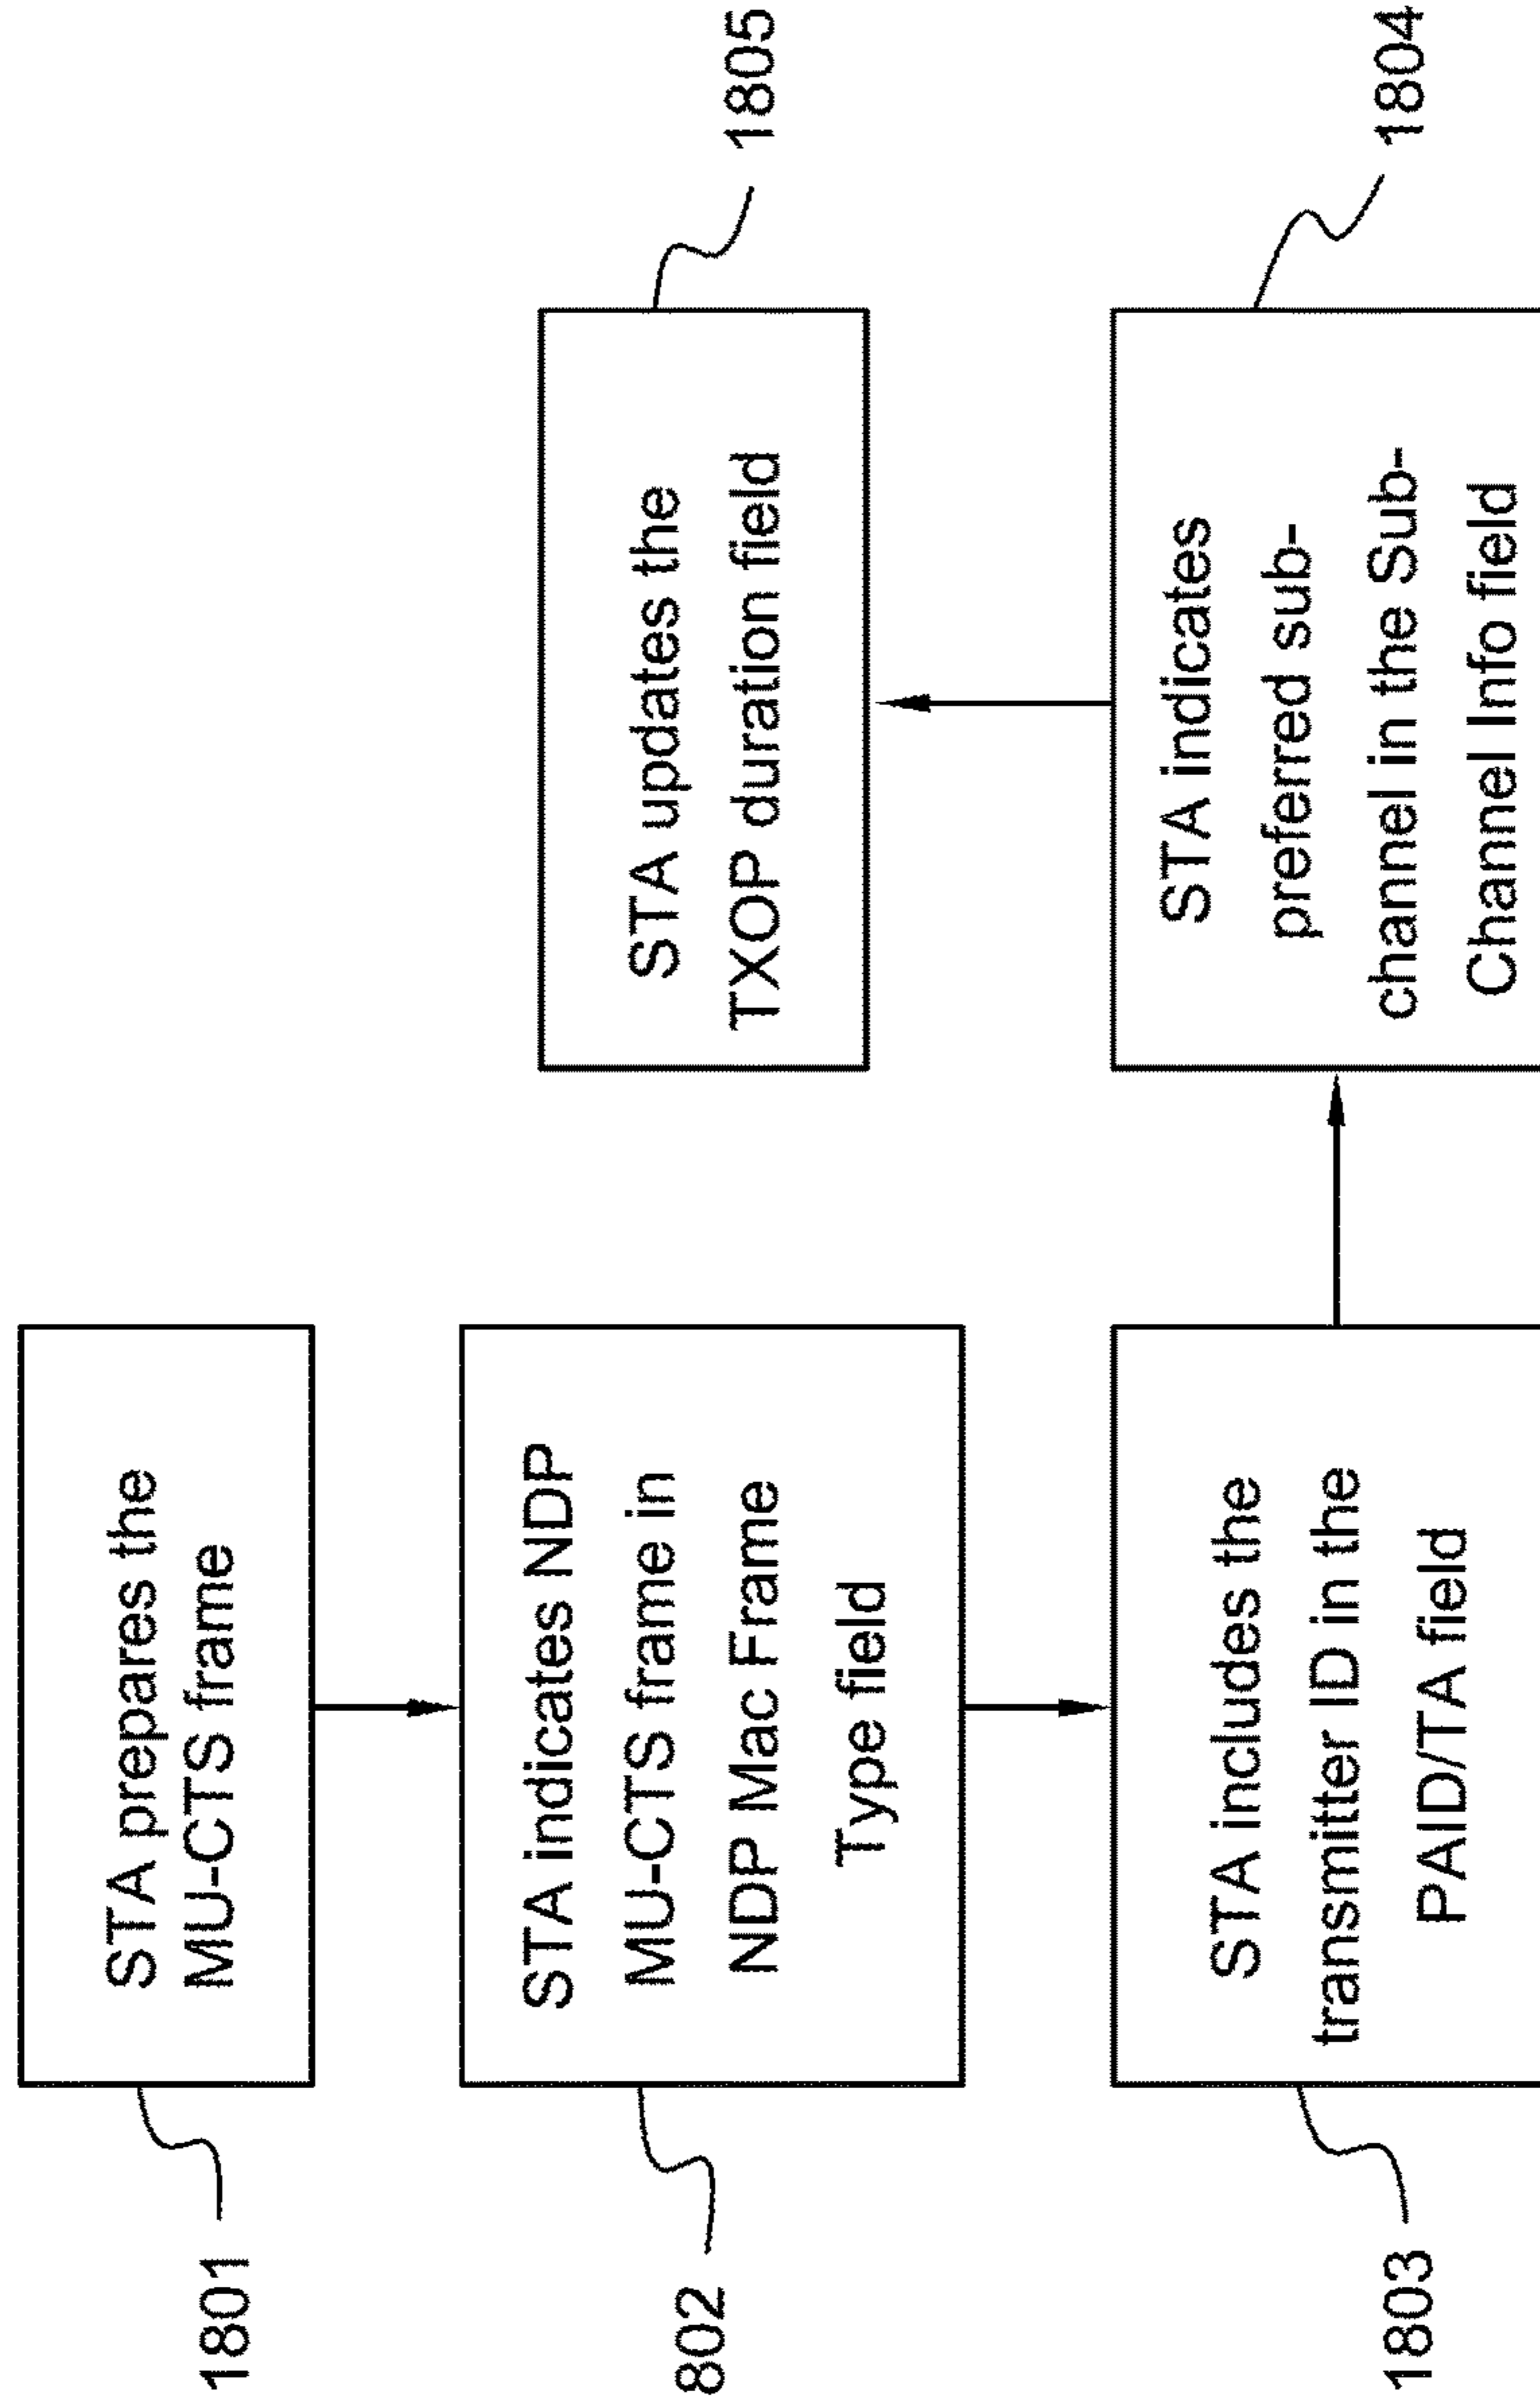 1801
STA prepares the
MU-CTS frame
802
STA indicates NDP
MU-CTS frame in
NDP Mac Frame
Type field
1803
STA includes the
transmitter ID in the
PAID/TA field
1804
STA indicates
preferred sub-
channel in the Sub-
Channel Info field
1805
STA updates the
TXOP duration field